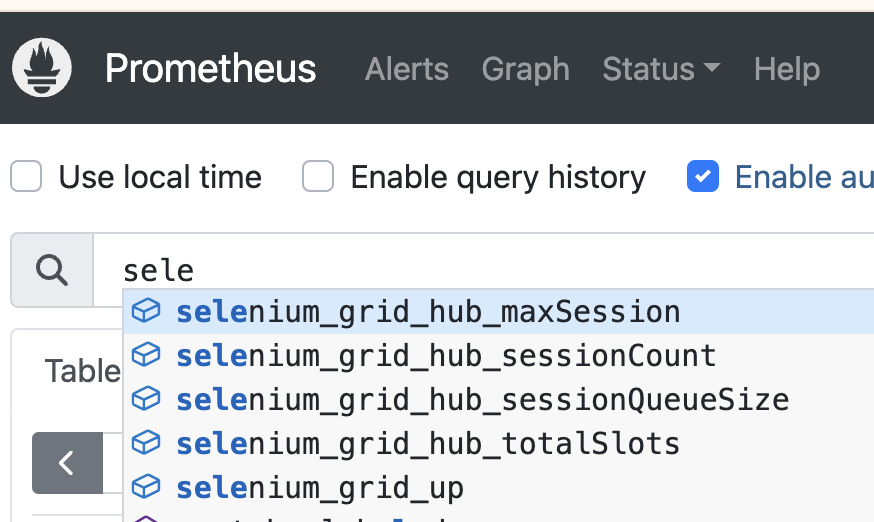 Prometheus Alerts Graph Status Help
Use local time Enable query history Enable au
sele
selenium_grid_hub_maxSession
selenium_grid_hub_sessionCount
Table
selenium_grid_hub_sessionQueueSize
selenium_grid_hub_totalSlots
selenium_grid_up